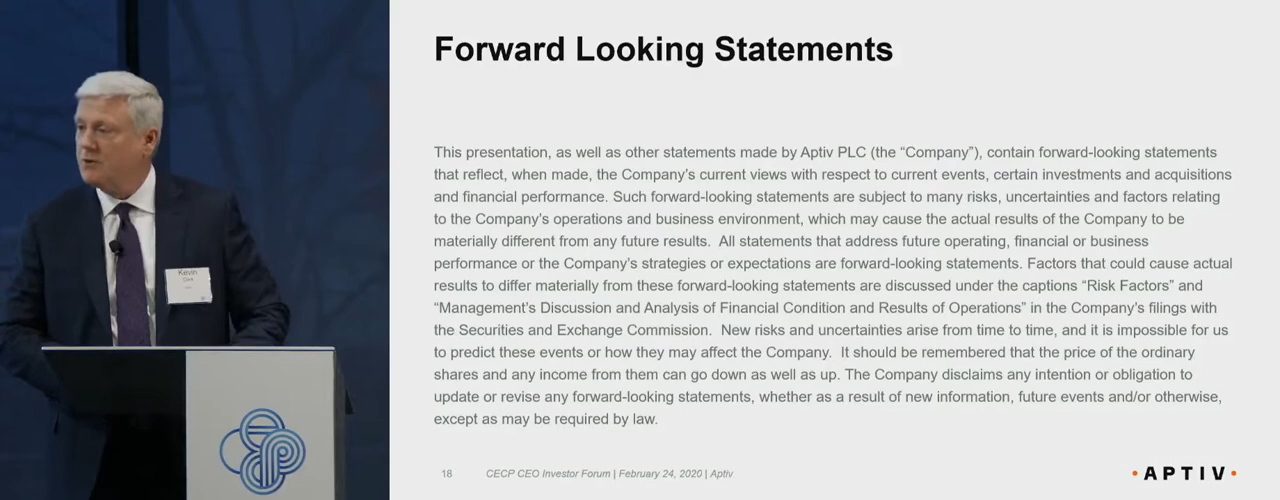 Forward Looking Statements
This presentation, as well as other statements made by Aptiv PLC (the “Company”), contain forward-looking statements
that reflect, when made, the Company’s current views with respect to current events, certain investments and acquisitions
and financial performance. Such forward-looking statements are subject to many risks, uncertainties and factors relating
to the Company’s operations and business environment, which may cause the actual results of the Company to be
materially different from any future results.  All statements that address future operating, financial or business
performance or the Company’s strategies or expectations are forward-looking statements. Factors that could cause actual
results to differ materially from these forward-looking statements are discussed under the captions “Risk Factors” and
“Management’s Discussion and Analysis of Financial Condition and Results of Operations” in the Company’s filings with
the Securities and Exchange Commission.  New risks and uncertainties arise from time to time, and it is impossible for us
to predict these events or how they may affect the Company.  It should be remembered that the price of the ordinary
shares and any income from them can go down as well as up. The Company disclaims any intention or obligation to
update or revise any forward-looking statements, whether as a result of new information, future events and/or otherwise,
except as may be required by law.
18 CECP CEO Investor Forum | February 24, 2020 | Aptiv
• APTIV •
Kevin